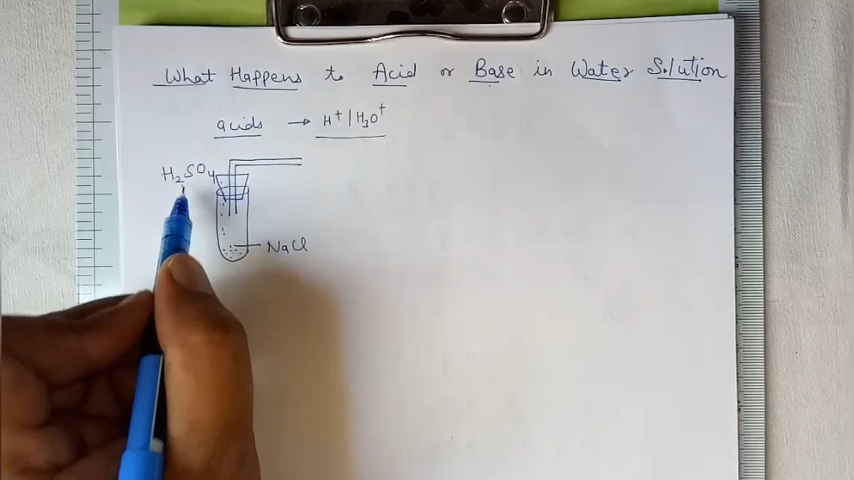 What Happens to Acid or Base in Water Solution
acids → H⁺/H₃O⁺
H₂SO₄
NaCl